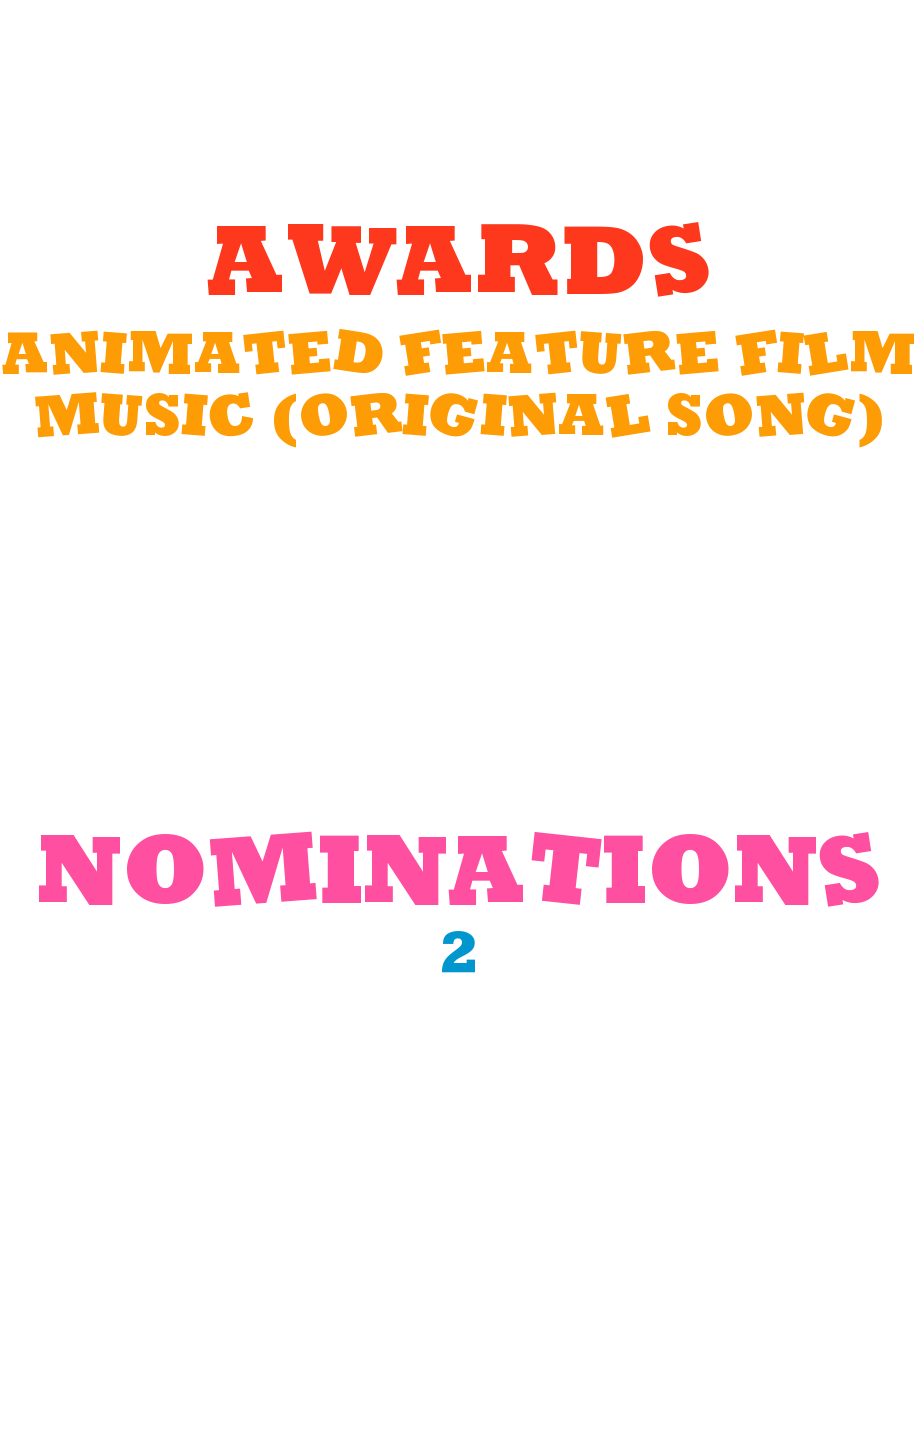 AWARDS
ANIMATED FEATURE FILM
MUSIC (ORIGINAL SONG)
NOMINATIONS
2